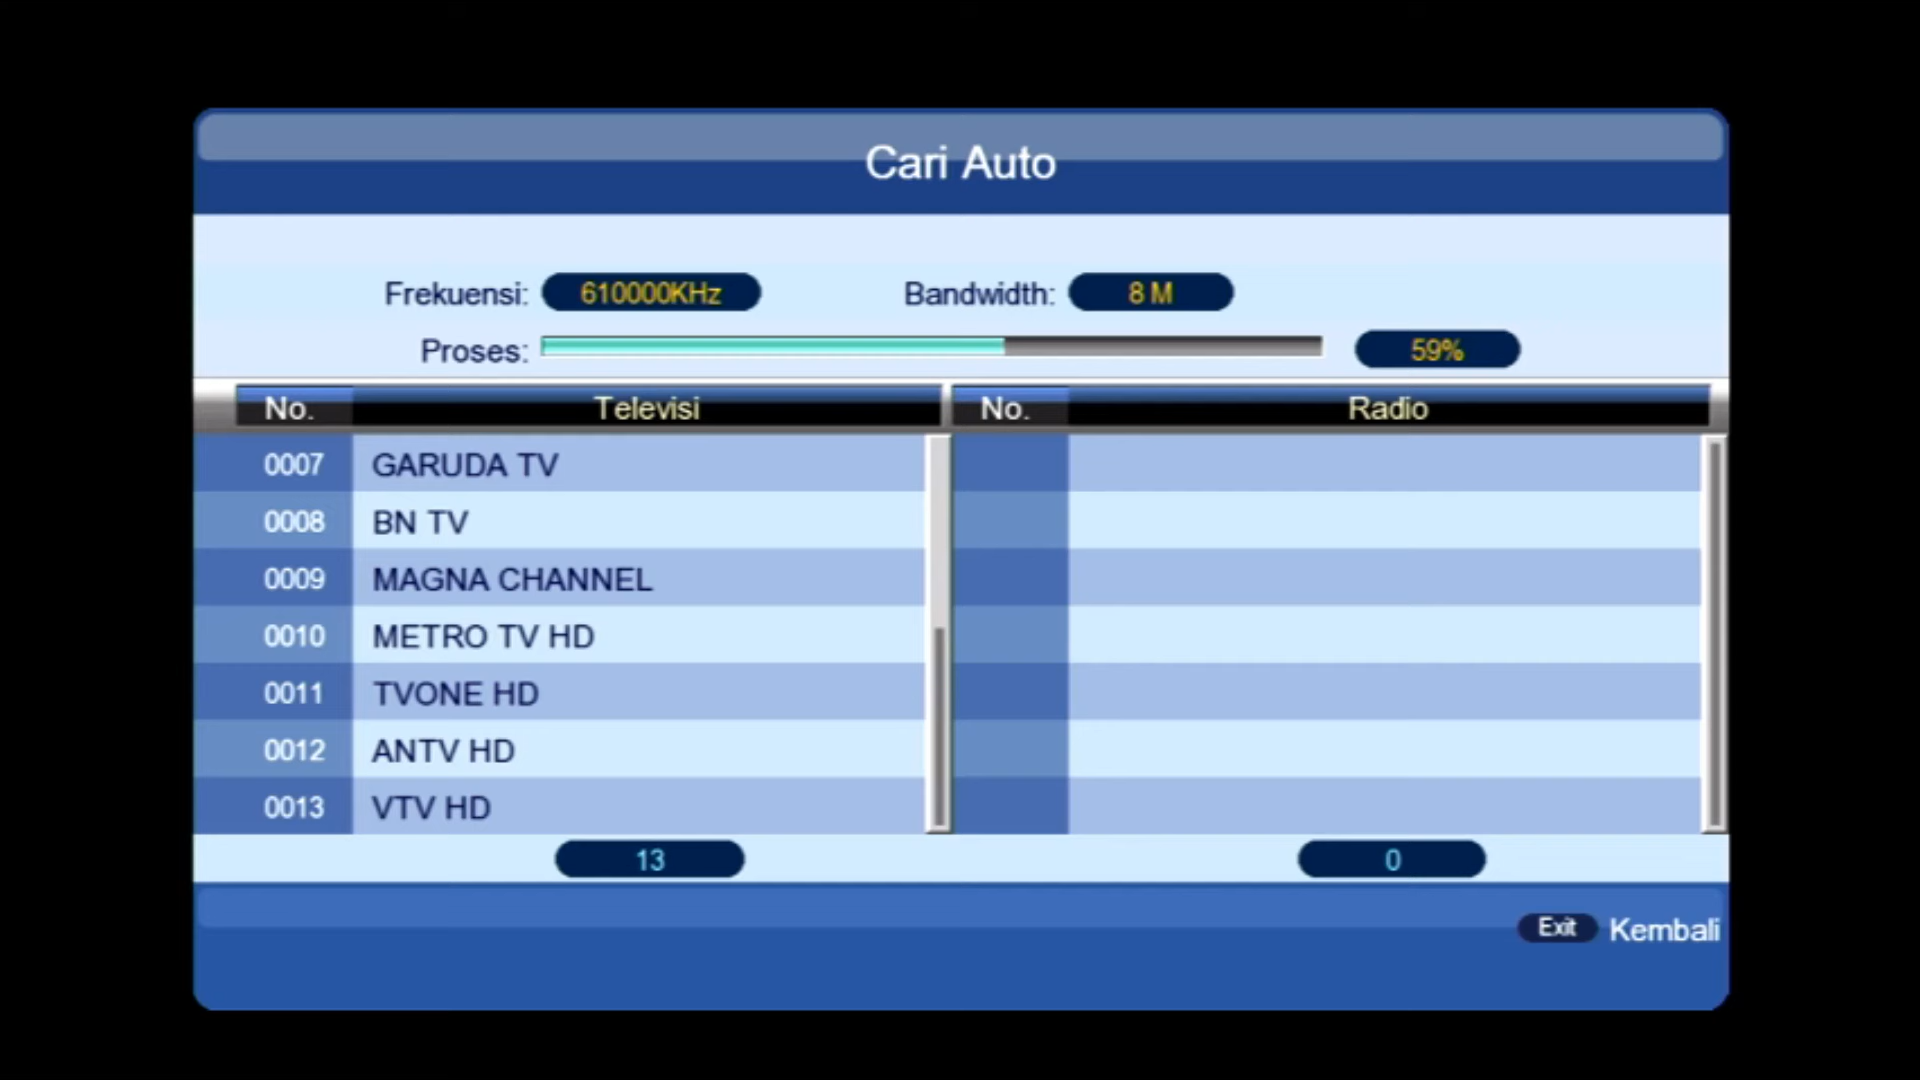 Cari Auto
Frekuensi: 610000KHz Bandwidth: 8 M
Proses: 59%
No. Televisi No. Radio
0007 GARUDA TV
0008 BN TV
0009 MAGNA CHANNEL
0010 METRO TV HD
0011 TVONE HD
0012 ANTV HD
0013 VTV HD
13 0
Exit Kembali